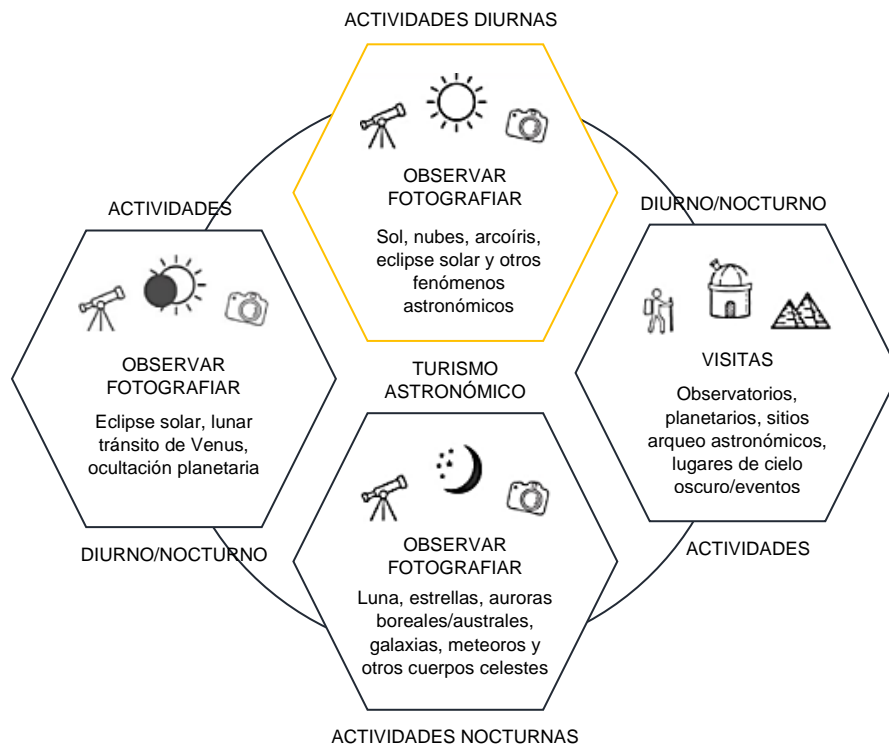 ACTIVIDADES DIURNAS
OBSERVAR
FOTOGRAFIAR
Sol, nubes, arcoíris,
eclipse solar y otros
fenómenos
astronómicos
ACTIVIDADES
OBSERVAR
FOTOGRAFIAR
Eclipse solar, lunar
tránsito de Venus,
ocultación planetaria
DIURNO/NOCTURNO
DIURNO/NOCTURNO
VISITAS
Observatorios,
planetarios, sitios
arqueo astronómicos,
lugares de cielo
oscuro/eventos
ACTIVIDADES
TURISMO
ASTRONÓMICO
OBSERVAR
FOTOGRAFIAR
Luna, estrellas, auroras
boreales/australes,
galaxias, meteoros y
otros cuerpos celestes
ACTIVIDADES NOCTURNAS